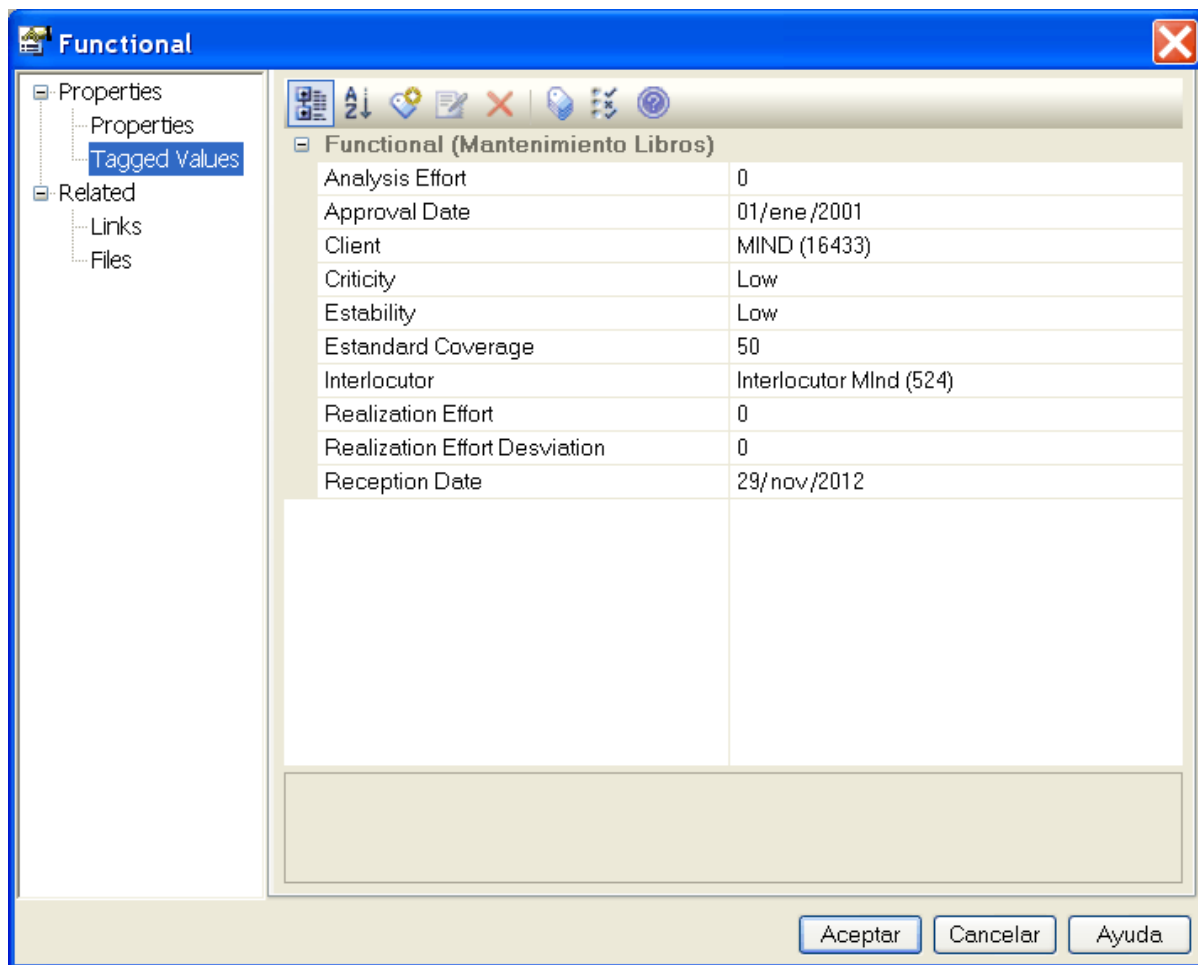 Functional
Properties
Properties
Tagged Values
Related
Links
Files
Functional (Mantenimiento Libros)
Analysis Effort 0
Approval Date 01/ene/2001
Client MIND (16433)
Criticity Low
Estability Low
Estandard Coverage 50
Interlocutor Interlocutor MInd (524)
Realization Effort 0
Realization Effort Desviation 0
Reception Date 29/nov/2012
Aceptar Cancelar Ayuda